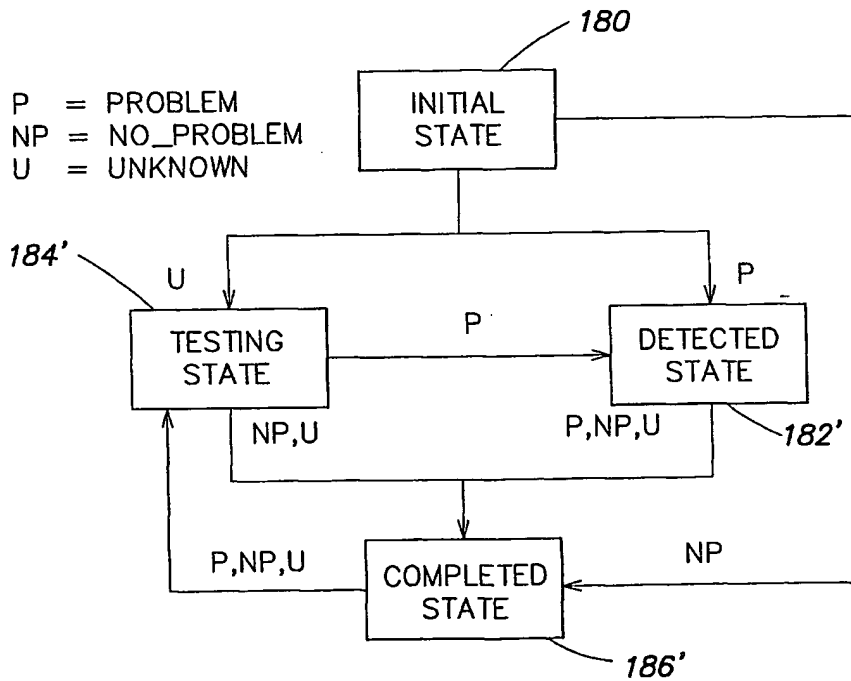 180
P = PROBLEM
NP = NO_PROBLEM
U = UNKNOWN
INITIAL
STATE
184'
U
P
TESTING
STATE
P
DETECTED
STATE
NP,U
P,NP,U
182'
P,NP,U
COMPLETED
STATE
NP
186'